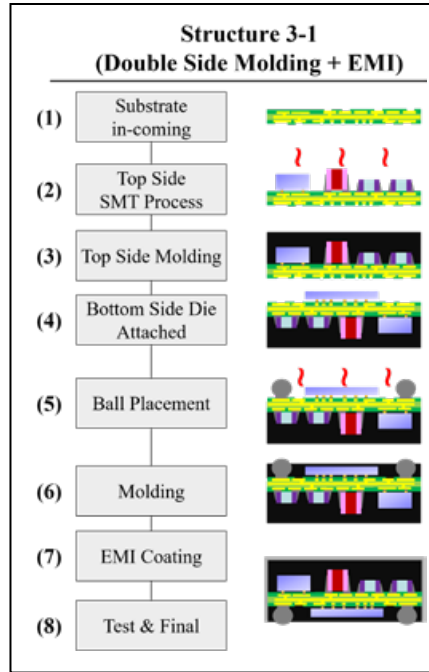 Structure 3-1
(Double Side Molding + EMI)
(1) Substrate
in-coming
(2) Top Side
SMT Process
(3) Top Side Molding
(4) Bottom Side Die
Attached
(5) Ball Placement
(6) Molding
(7) EMI Coating
(8) Test & Final